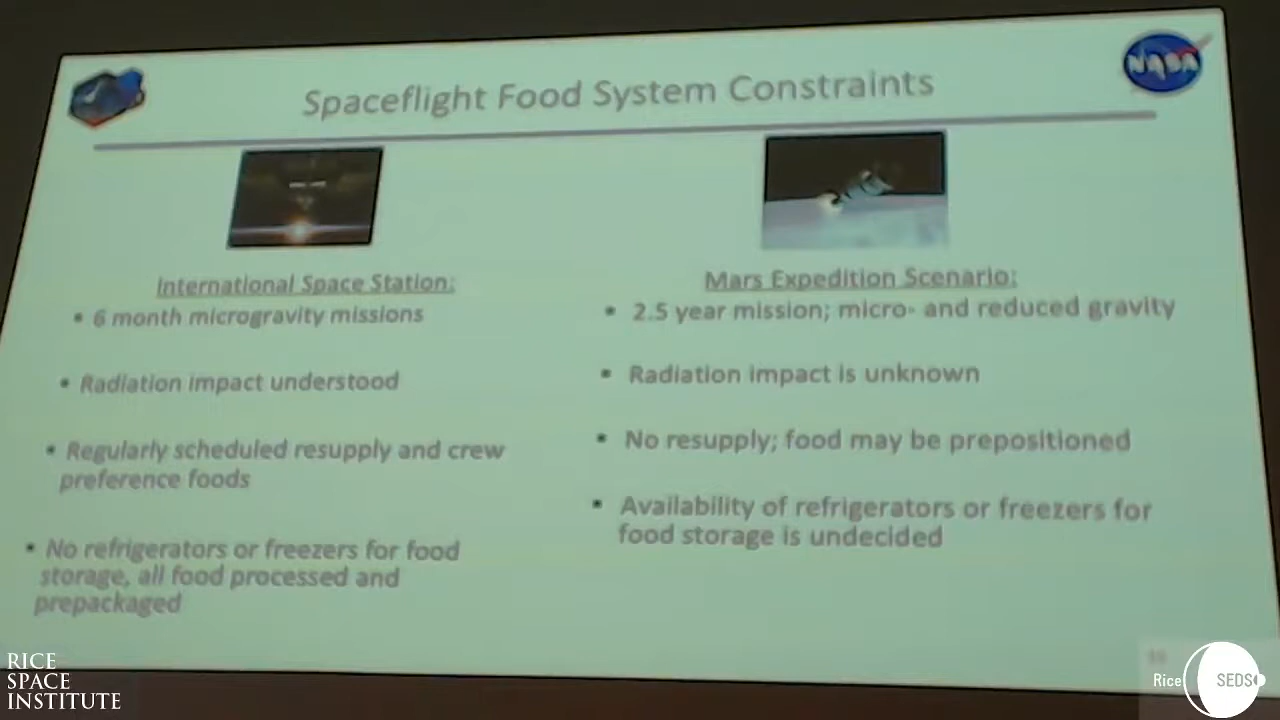 Spaceflight Food System Constraints
NASA
International Space Station:
• 6 month microgravity missions
• Radiation impact understood
• Regularly scheduled resupply and crew
preference foods
• No refrigerators or freezers for food
storage, all food processed and
prepackaged
Mars Expedition Scenario:
• 2.5 year mission; micro- and reduced gravity
• Radiation impact is unknown
• No resupply; food may be prepositioned
• Availability of refrigerators or freezers for
food storage is undecided
RICE
SPACE
INSTITUTE
Rice SEDS